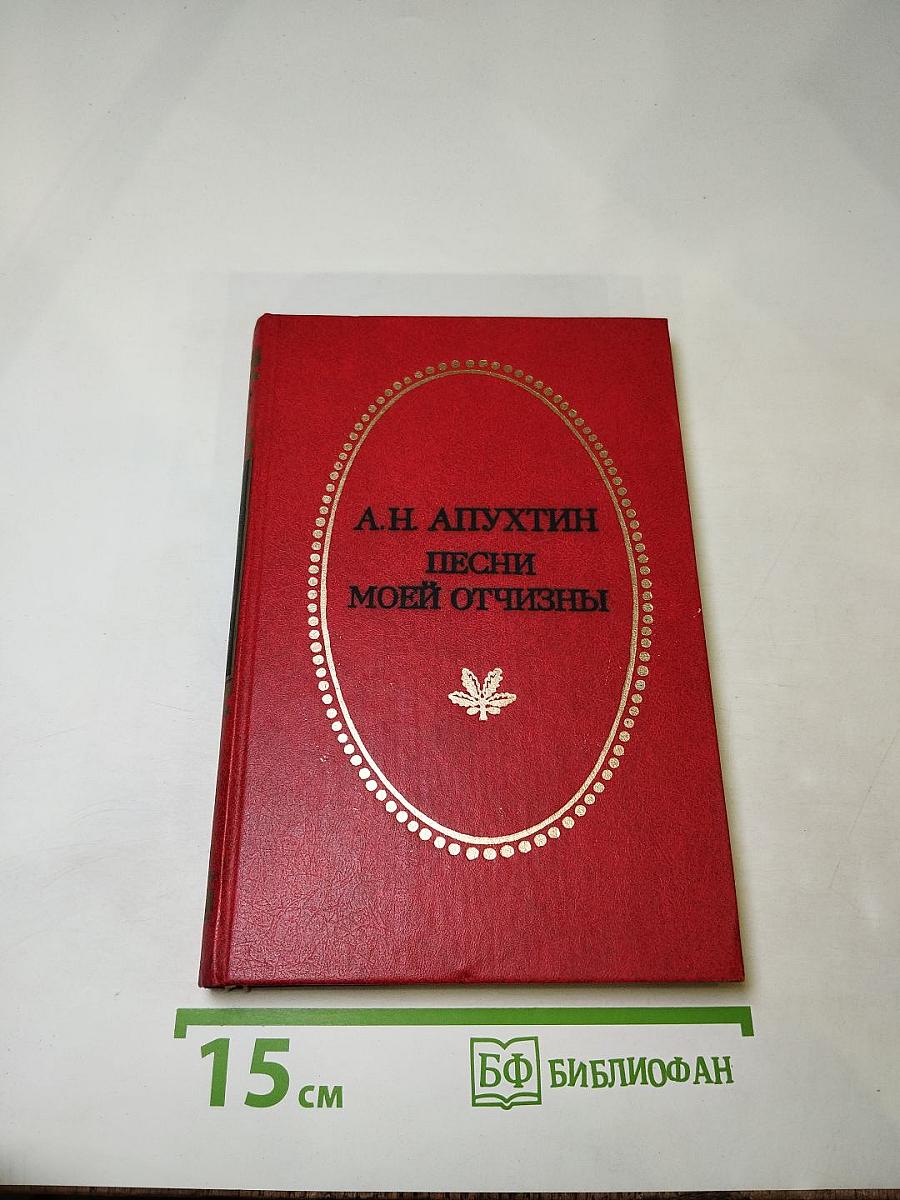 А.Н. АПУХТИН
ПЕСНИ
МОЕЙ ОТЧИЗНЫ
15 см
БФ БИБЛИОФАН